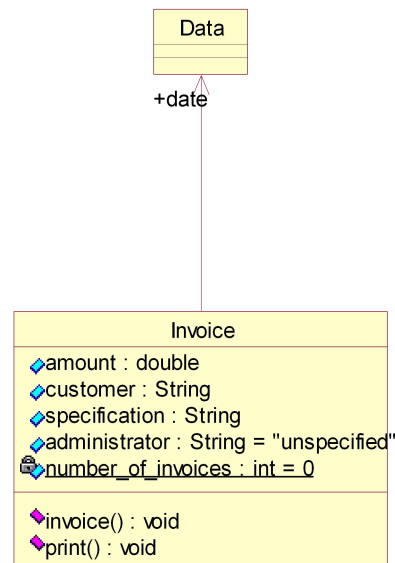 Data
+date
Invoice
amount : double
customer : String
specification : String
administrator : String = "unspecified"
number_of_invoices : int = 0
invoice() : void
print() : void